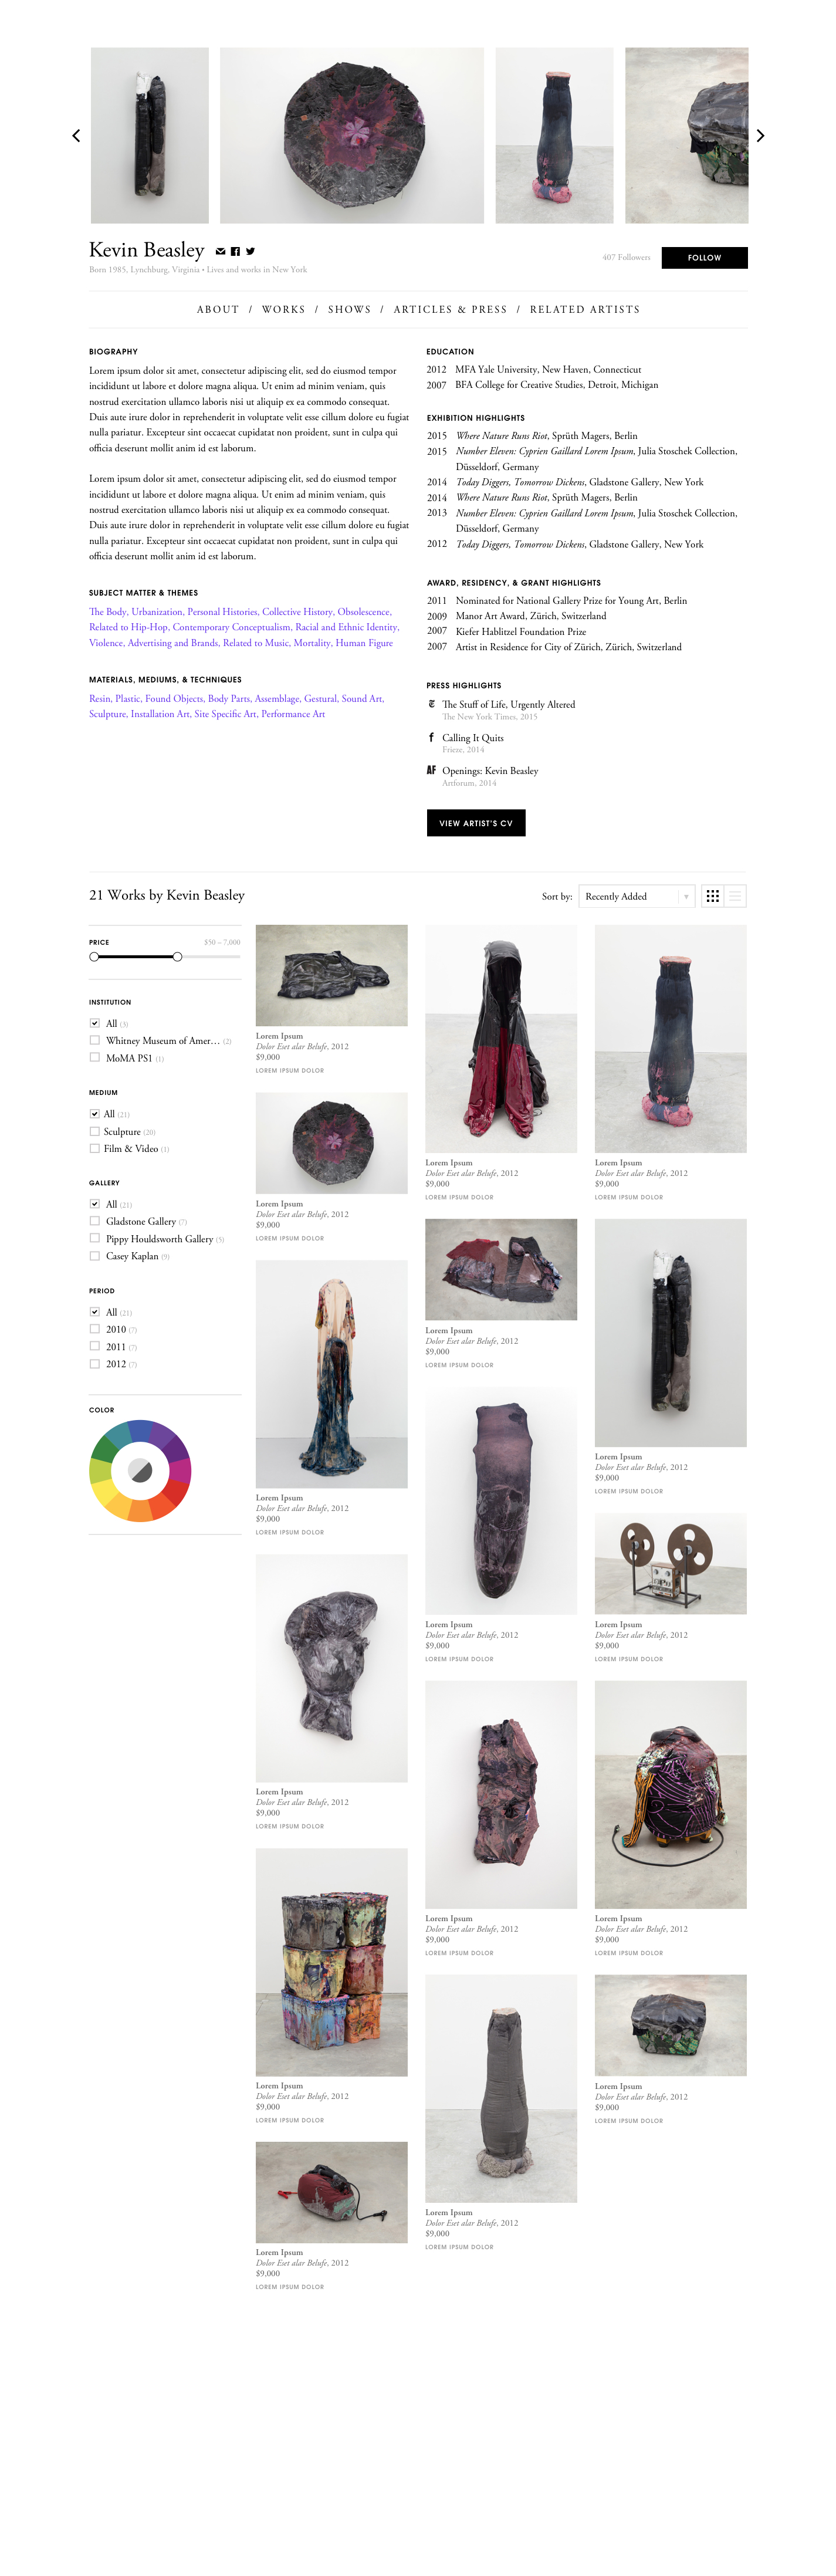 Kevin Beasley
Born 1985, Lynchburg, Virginia • Lives and works in New York
407 Followers
FOLLOW
ABOUT / WORKS / SHOWS / ARTICLES & PRESS / RELATED ARTISTS
BIOGRAPHY
Lorem ipsum dolor sit amet, consectetur adipiscing elit, sed do eiusmod tempor
incididunt ut labore et dolore magna aliqua. Ut enim ad minim veniam, quis
nostrud exercitation ullamco laboris nisi ut aliquip ex ea commodo consequat.
Duis aute irure dolor in reprehenderit in voluptate velit esse cillum dolore eu fugiat
nulla pariatur. Excepteur sint occaecat cupidatat non proident, sunt in culpa qui
officia deserunt mollit anim id est laborum.
Lorem ipsum dolor sit amet, consectetur adipiscing elit, sed do eiusmod tempor
incididunt ut labore et dolore magna aliqua. Ut enim ad minim veniam, quis
nostrud exercitation ullamco laboris nisi ut aliquip ex ea commodo consequat.
Duis aute irure dolor in reprehenderit in voluptate velit esse cillum dolore eu fugiat
nulla pariatur. Excepteur sint occaecat cupidatat non proident, sunt in culpa qui
officia deserunt mollit anim id est laborum.
SUBJECT MATTER & THEMES
The Body, Urbanization, Personal Histories, Collective History, Obsolescence,
Related to Hip-Hop, Contemporary Conceptualism, Racial and Ethnic Identity,
Violence, Advertising and Brands, Related to Music, Mortality, Human Figure
MATERIALS, MEDIUMS, & TECHNIQUES
Resin, Plastic, Found Objects, Body Parts, Assemblage, Gestural, Sound Art,
Sculpture, Installation Art, Site Specific Art, Performance Art
EDUCATION
2012 MFA Yale University, New Haven, Connecticut
2007 BFA College for Creative Studies, Detroit, Michigan
EXHIBITION HIGHLIGHTS
2015 Where Nature Runs Riot, Sprüth Magers, Berlin
2015 Number Eleven: Cyprien Gaillard Lorem Ipsum, Julia Stoschek Collection,
Düsseldorf, Germany
2014 Today Diggers, Tomorrow Dickens, Gladstone Gallery, New York
2014 Where Nature Runs Riot, Sprüth Magers, Berlin
2013 Number Eleven: Cyprien Gaillard Lorem Ipsum, Julia Stoschek Collection,
Düsseldorf, Germany
2012 Today Diggers, Tomorrow Dickens, Gladstone Gallery, New York
AWARD, RESIDENCY, & GRANT HIGHLIGHTS
2011 Nominated for National Gallery Prize for Young Art, Berlin
2009 Manor Art Award, Zürich, Switzerland
2007 Kiefer Hablitzel Foundation Prize
2007 Artist in Residence for City of Zürich, Zürich, Switzerland
PRESS HIGHLIGHTS
T The Stuff of Life, Urgently Altered
The New York Times, 2015
f Calling It Quits
Frieze, 2014
AF Openings: Kevin Beasley
Artforum, 2014
VIEW ARTIST'S CV
21 Works by Kevin Beasley
Sort by: Recently Added
PRICE $50 – 7,000
INSTITUTION
All (3)
Whitney Museum of Amer… (2)
MoMA PS1 (1)
MEDIUM
All (21)
Sculpture (20)
Film & Video (1)
GALLERY
All (21)
Gladstone Gallery (7)
Pippy Houldsworth Gallery (5)
Casey Kaplan (9)
PERIOD
All (21)
2010 (7)
2011 (7)
2012 (7)
COLOR
Lorem Ipsum
Dolor Eset alar Belufe, 2012
$9,000
LOREM IPSUM DOLOR
Lorem Ipsum
Dolor Eset alar Belufe, 2012
$9,000
LOREM IPSUM DOLOR
Lorem Ipsum
Dolor Eset alar Belufe, 2012
$9,000
LOREM IPSUM DOLOR
Lorem Ipsum
Dolor Eset alar Belufe, 2012
$9,000
LOREM IPSUM DOLOR
Lorem Ipsum
Dolor Eset alar Belufe, 2012
$9,000
LOREM IPSUM DOLOR
Lorem Ipsum
Dolor Eset alar Belufe, 2012
$9,000
LOREM IPSUM DOLOR
Lorem Ipsum
Dolor Eset alar Belufe, 2012
$9,000
LOREM IPSUM DOLOR
Lorem Ipsum
Dolor Eset alar Belufe, 2012
$9,000
LOREM IPSUM DOLOR
Lorem Ipsum
Dolor Eset alar Belufe, 2012
$9,000
LOREM IPSUM DOLOR
Lorem Ipsum
Dolor Eset alar Belufe, 2012
$9,000
LOREM IPSUM DOLOR
Lorem Ipsum
Dolor Eset alar Belufe, 2012
$9,000
LOREM IPSUM DOLOR
Lorem Ipsum
Dolor Eset alar Belufe, 2012
$9,000
LOREM IPSUM DOLOR
Lorem Ipsum
Dolor Eset alar Belufe, 2012
$9,000
LOREM IPSUM DOLOR
Lorem Ipsum
Dolor Eset alar Belufe, 2012
$9,000
LOREM IPSUM DOLOR
Lorem Ipsum
Dolor Eset alar Belufe, 2012
$9,000
LOREM IPSUM DOLOR
Lorem Ipsum
Dolor Eset alar Belufe, 2012
$9,000
LOREM IPSUM DOLOR